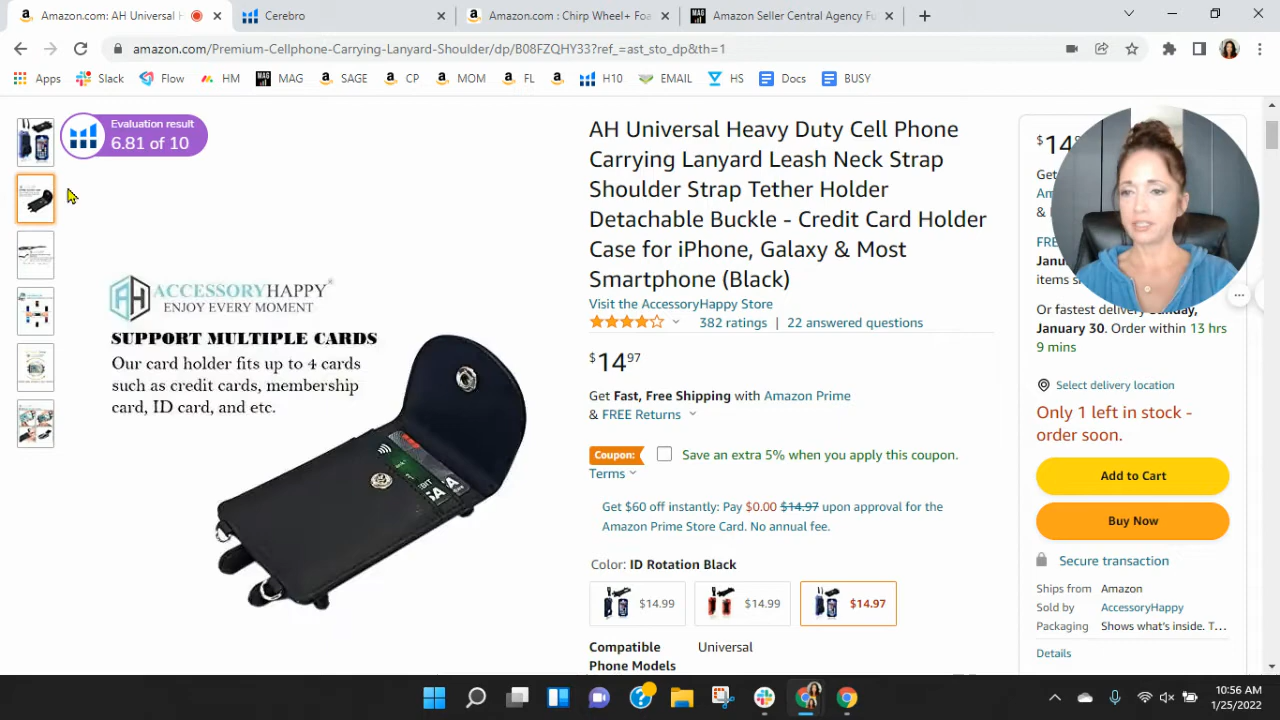 Amazon.com: AH Universal H
Cerebro
Amazon.com : Chirp Wheel+ Foa
Amazon Seller Central Agency Fu
amazon.com/Premium-Cellphone-Carrying-Lanyard-Shoulder/dp/B08FZQHY33?ref_=ast_sto_dp&th=1
Apps
Slack
Flow
HM
MAG
SAGE
CP
MOM
FL
H10
EMAIL
HS
Docs
BUSY
Evaluation result
6.81 of 10
ACCESSORYHAPPY®
ENJOY EVERY MOMENT
SUPPORT MULTIPLE CARDS
Our card holder fits up to 4 cards
such as credit cards, membership
card, ID card, and etc.
AH Universal Heavy Duty Cell Phone
Carrying Lanyard Leash Neck Strap
Shoulder Strap Tether Holder
Detachable Buckle - Credit Card Holder
Case for iPhone, Galaxy & Most
Smartphone (Black)
Visit the AccessoryHappy Store
382 ratings | 22 answered questions
$14 97
Get Fast, Free Shipping with Amazon Prime
& FREE Returns
Coupon: Save an extra 5% when you apply this coupon.
Terms
Get $60 off instantly: Pay $0.00 $14.97 upon approval for the
Amazon Prime Store Card. No annual fee.
Color: ID Rotation Black
$14.99
$14.99
$14.97
Compatible Universal
Phone Models
$14
Get
Am
&
FRE
Janu
items s
Or fastest delivery Sunday,
January 30. Order within 13 hrs
9 mins
Select delivery location
Only 1 left in stock -
order soon.
Add to Cart
Buy Now
Secure transaction
Ships from Amazon
Sold by AccessoryHappy
Packaging Shows what's inside. T…
Details
10:56 AM
1/25/2022